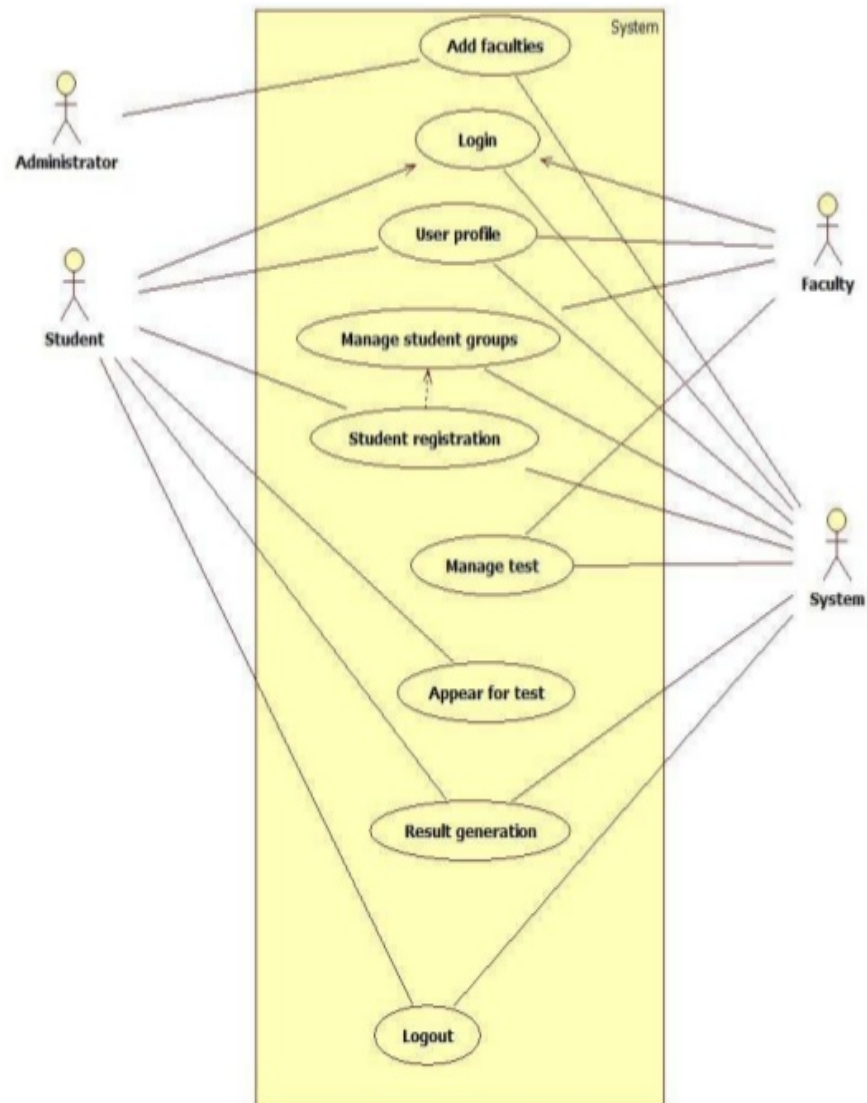 System
Add faculties
Administrator
Login
User profile
Student
Faculty
Manage student groups
Student registration
Manage test
System
Appear for test
Result generation
Logout